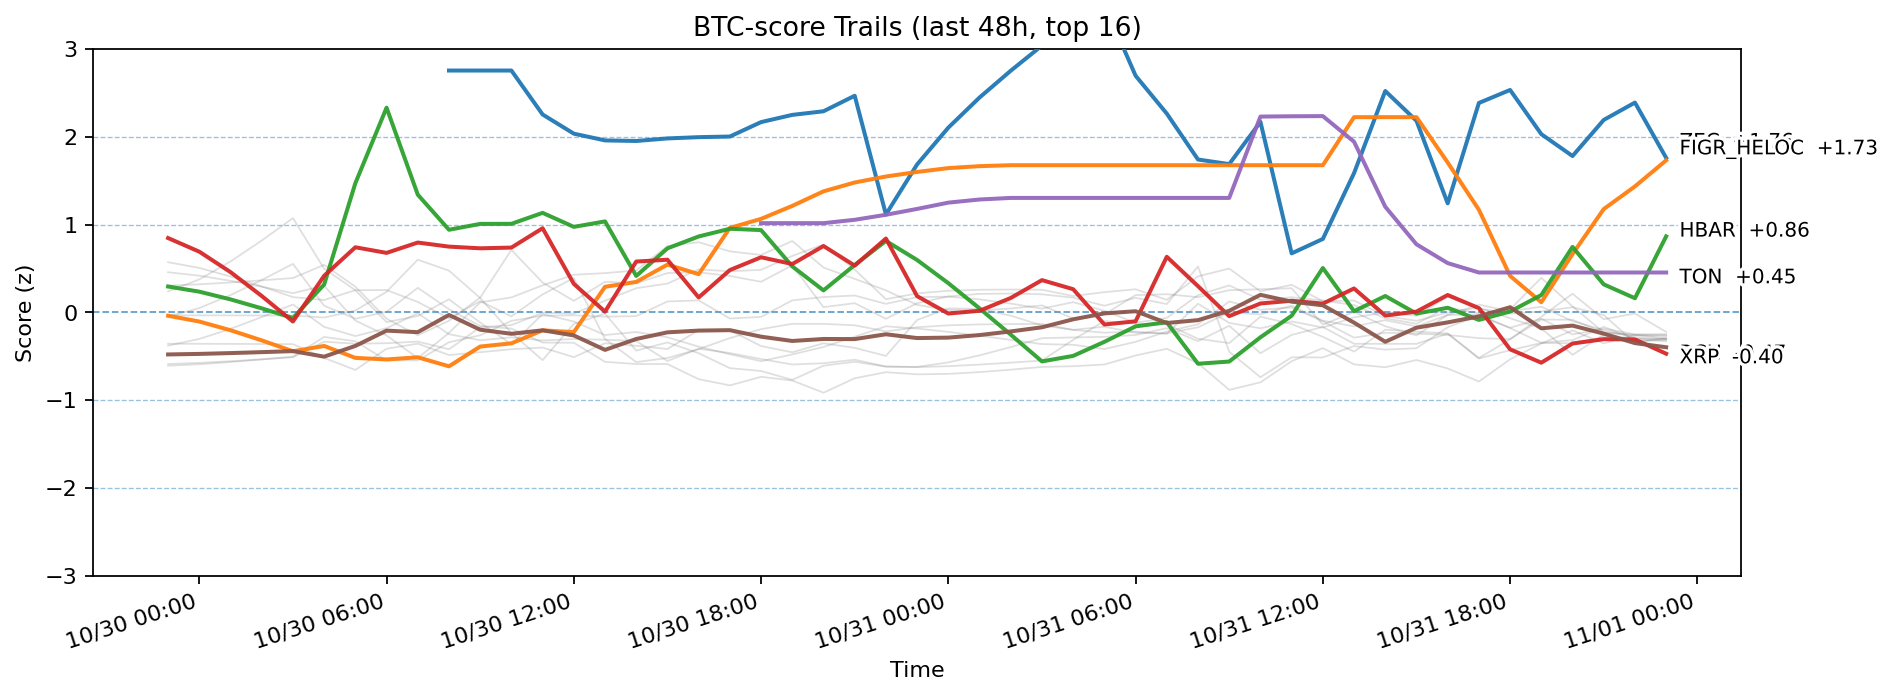 BTC-score Trails (last 48h, top 16)
Score (z)
3
2
1
0
−1
−2
−3
FIGR_HELOC +1.73
HBAR +0.86
TON +0.45
XRP -0.40
10/30 00:00
10/30 06:00
10/30 12:00
10/30 18:00
10/31 00:00
10/31 06:00
10/31 12:00
10/31 18:00
11/01 00:00
Time